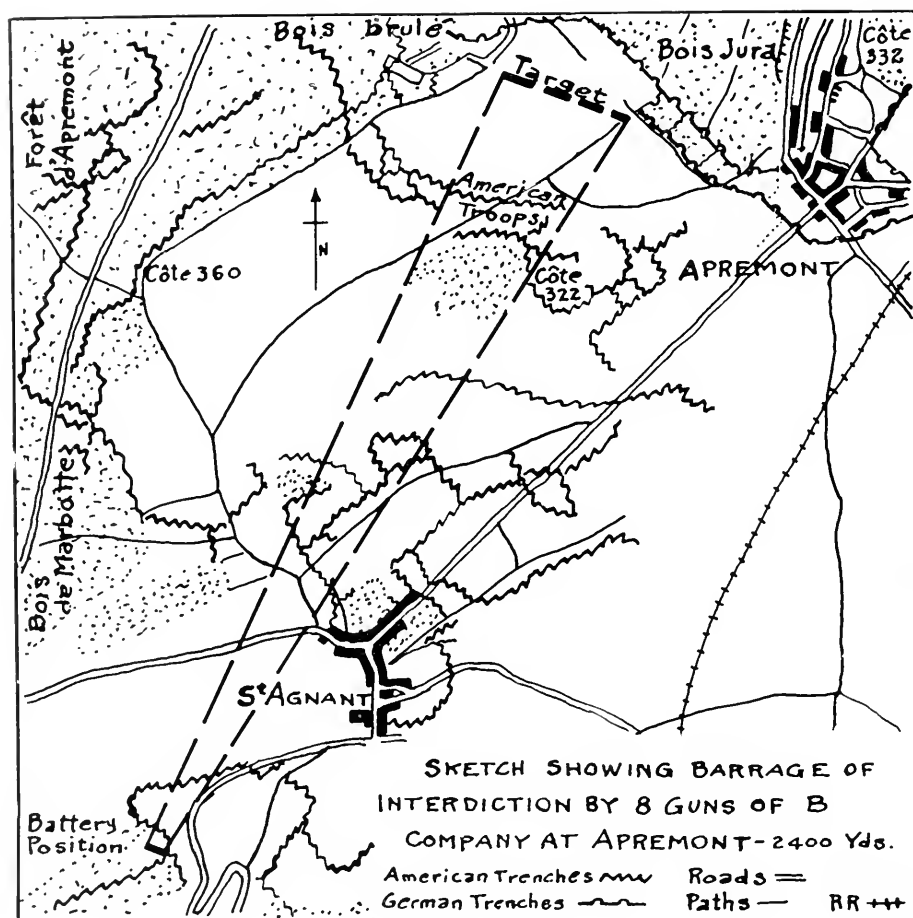 Bois brulé
Bois Jura
Côte
332
Target
Forêt
d'Apremont
American
Troops
N
Côte 360
Côte
322
APREMONT
Bois
de Marbotte
St AGNANT
Battery
Position
SKETCH SHOWING BARRAGE OF
INTERDICTION BY 8 GUNS OF B
COMPANY AT APREMONT-2400 Yds.
American Trenches Roads
German Trenches Paths RR